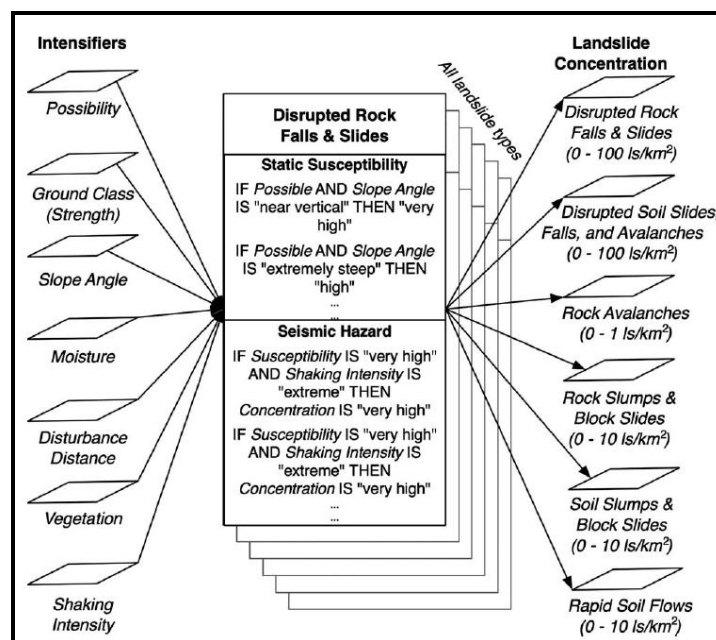 Intensifiers
Possibility
Ground Class
(Strength)
Slope Angle
Moisture
Disturbance
Distance
Vegetation
Shaking
Intensity
Disrupted Rock
Falls & Slides
Static Susceptibility
IF Possible AND Slope Angle
IS "near vertical" THEN "very
high"
IF Possible AND Slope Angle
IS "extremely steep" THEN
"high"
...
...
Seismic Hazard
IF Susceptibility IS "very high"
AND Shaking Intensity IS
"extreme" THEN
Concentration IS "very high"
IF Susceptibility IS "very high"
AND Shaking Intensity IS
"extreme" THEN
Concentration IS "very high"
...
...
All landslide types
Landslide
Concentration
Disrupted Rock
Falls & Slides
(0 - 100 ls/km²)
Disrupted Soil Slides,
Falls, and Avalanches
(0 - 100 ls/km²)
Rock Avalanches
(0 - 1 ls/km²)
Rock Slumps &
Block Slides
(0 - 10 ls/km²)
Soil Slumps &
Block Slides
(0 - 10 ls/km²)
Rapid Soil Flows
(0 - 10 ls/km²)